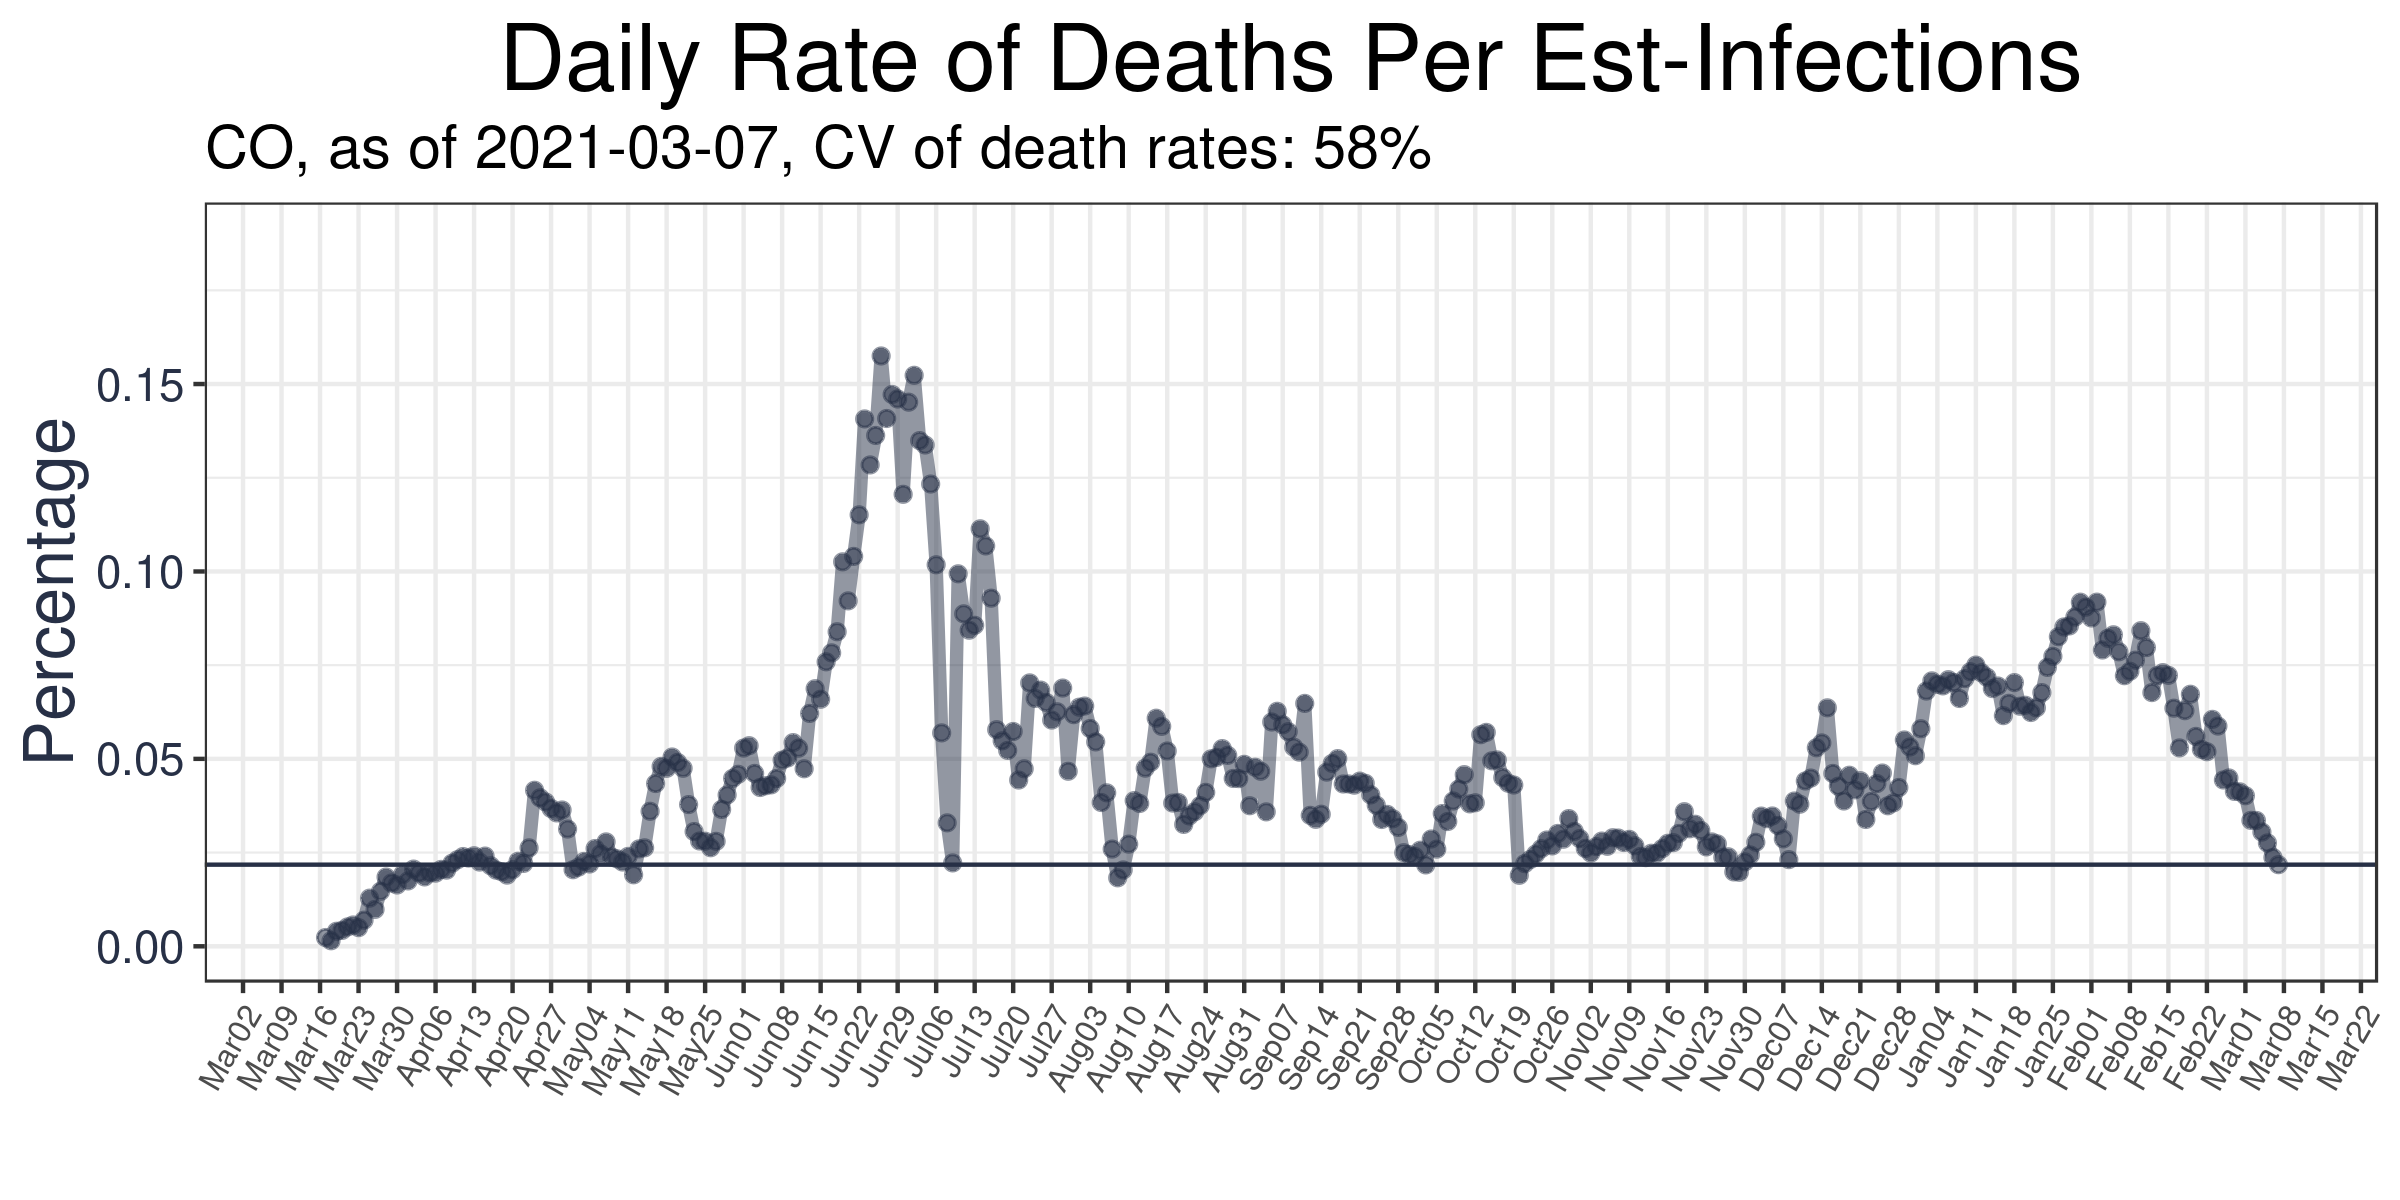 Daily Rate of Deaths Per Est-Infections
CO, as of 2021-03-07, CV of death rates: 58%
Percentage
0.15
0.10
0.05
0.00
Mar02
Mar09
Mar16
Mar23
Mar30
Apr06
Apr13
Apr20
Apr27
May04
May11
May18
May25
Jun01
Jun08
Jun15
Jun22
Jun29
Jul06
Jul13
Jul20
Jul27
Aug03
Aug10
Aug17
Aug24
Aug31
Sep07
Sep14
Sep21
Sep28
Oct05
Oct12
Oct19
Oct26
Nov02
Nov09
Nov16
Nov23
Nov30
Dec07
Dec14
Dec21
Dec28
Jan04
Jan11
Jan18
Jan25
Feb01
Feb08
Feb15
Feb22
Mar01
Mar08
Mar15
Mar22